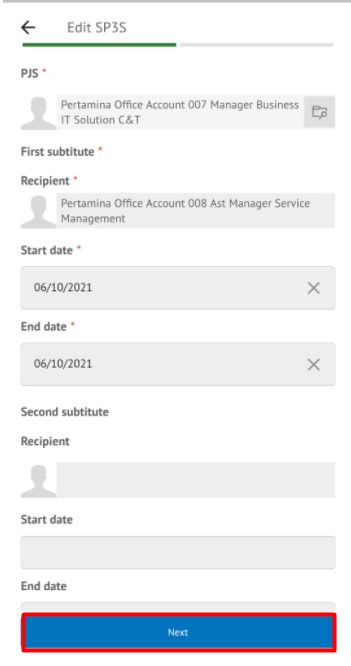 Edit SP3S
PJS *
Pertamina Office Account 007 Manager Business
IT Solution C&T
First subtitute *
Recipient *
Pertamina Office Account 008 Ast Manager Service
Management
Start date *
06/10/2021
End date *
06/10/2021
Second subtitute
Recipient
Start date
End date
Next